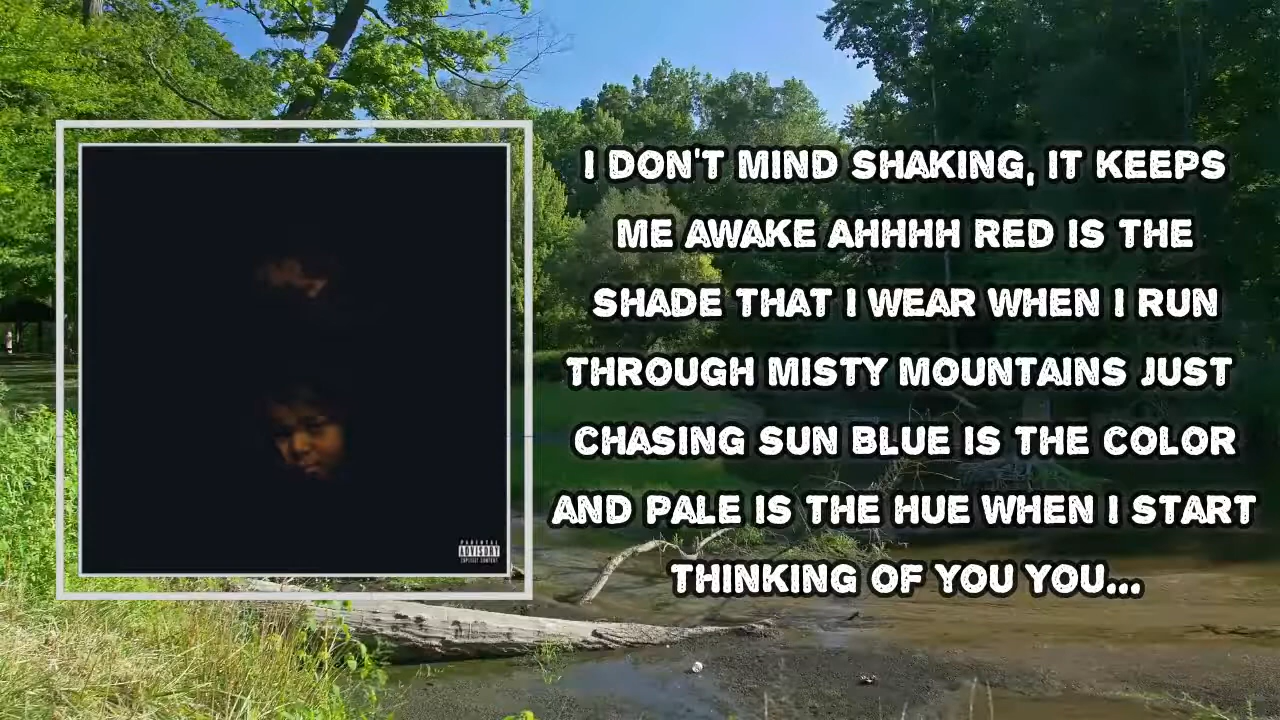 I DON'T MIND SHAKING, IT KEEPS
ME AWAKE AHHHH RED IS THE
SHADE THAT I WEAR WHEN I RUN
THROUGH MISTY MOUNTAINS JUST
CHASING SUN BLUE IS THE COLOR
AND PALE IS THE HUE WHEN I START
THINKING OF YOU YOU...
PARENTAL
ADVISORY
EXPLICIT CONTENT